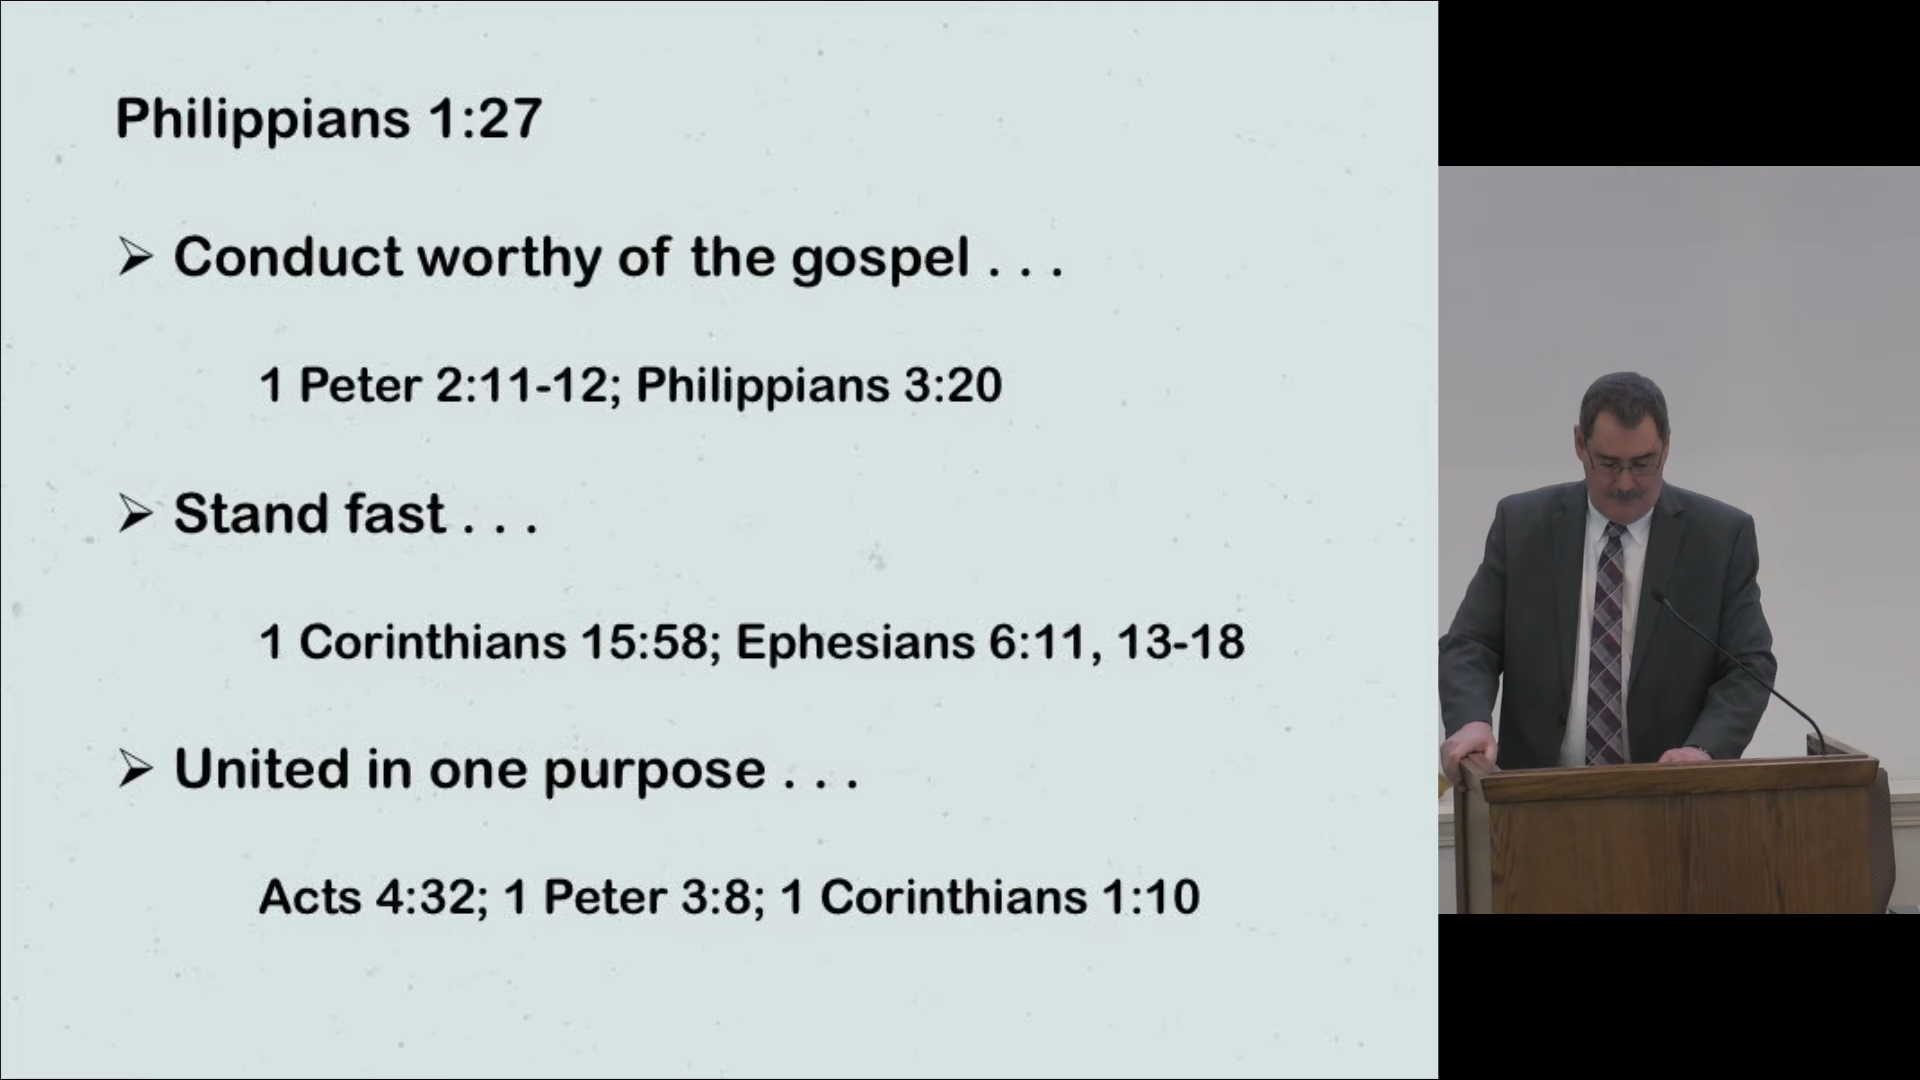 Philippians 1:27
➢ Conduct worthy of the gospel . . .
1 Peter 2:11-12; Philippians 3:20
➢ Stand fast . . .
1 Corinthians 15:58; Ephesians 6:11, 13-18
➢ United in one purpose . . .
Acts 4:32; 1 Peter 3:8; 1 Corinthians 1:10